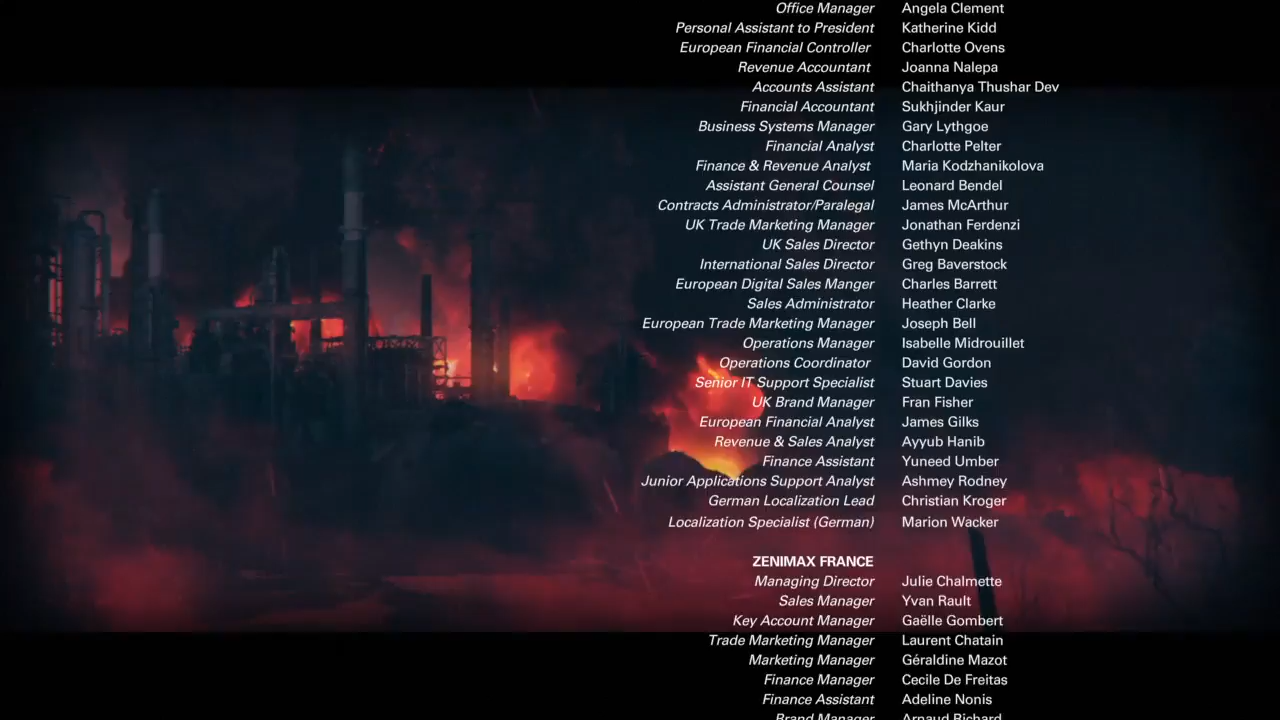 Office Manager Angela Clement
Personal Assistant to President Katherine Kidd
European Financial Controller Charlotte Ovens
Revenue Accountant Joanna Nalepa
Accounts Assistant Chaithanya Thushar Dev
Financial Accountant Sukhjinder Kaur
Business Systems Manager Gary Lythgoe
Financial Analyst Charlotte Pelter
Finance & Revenue Analyst Maria Kodzhanikolova
Assistant General Counsel Leonard Bendel
Contracts Administrator/Paralegal James McArthur
UK Trade Marketing Manager Jonathan Ferdenzi
UK Sales Director Gethyn Deakins
International Sales Director Greg Baverstock
European Digital Sales Manger Charles Barrett
Sales Administrator Heather Clarke
European Trade Marketing Manager Joseph Bell
Operations Manager Isabelle Midrouillet
Operations Coordinator David Gordon
Senior IT Support Specialist Stuart Davies
UK Brand Manager Fran Fisher
European Financial Analyst James Gilks
Revenue & Sales Analyst Ayyub Hanib
Finance Assistant Yuneed Umber
Junior Applications Support Analyst Ashmey Rodney
German Localization Lead Christian Kroger
Localization Specialist (German) Marion Wacker
ZENIMAX FRANCE
Managing Director Julie Chalmette
Sales Manager Yvan Rault
Key Account Manager Gaëlle Gombert
Trade Marketing Manager Laurent Chatain
Marketing Manager Géraldine Mazot
Finance Manager Cecile De Freitas
Finance Assistant Adeline Nonis
Brand Manager Arnaud Richard